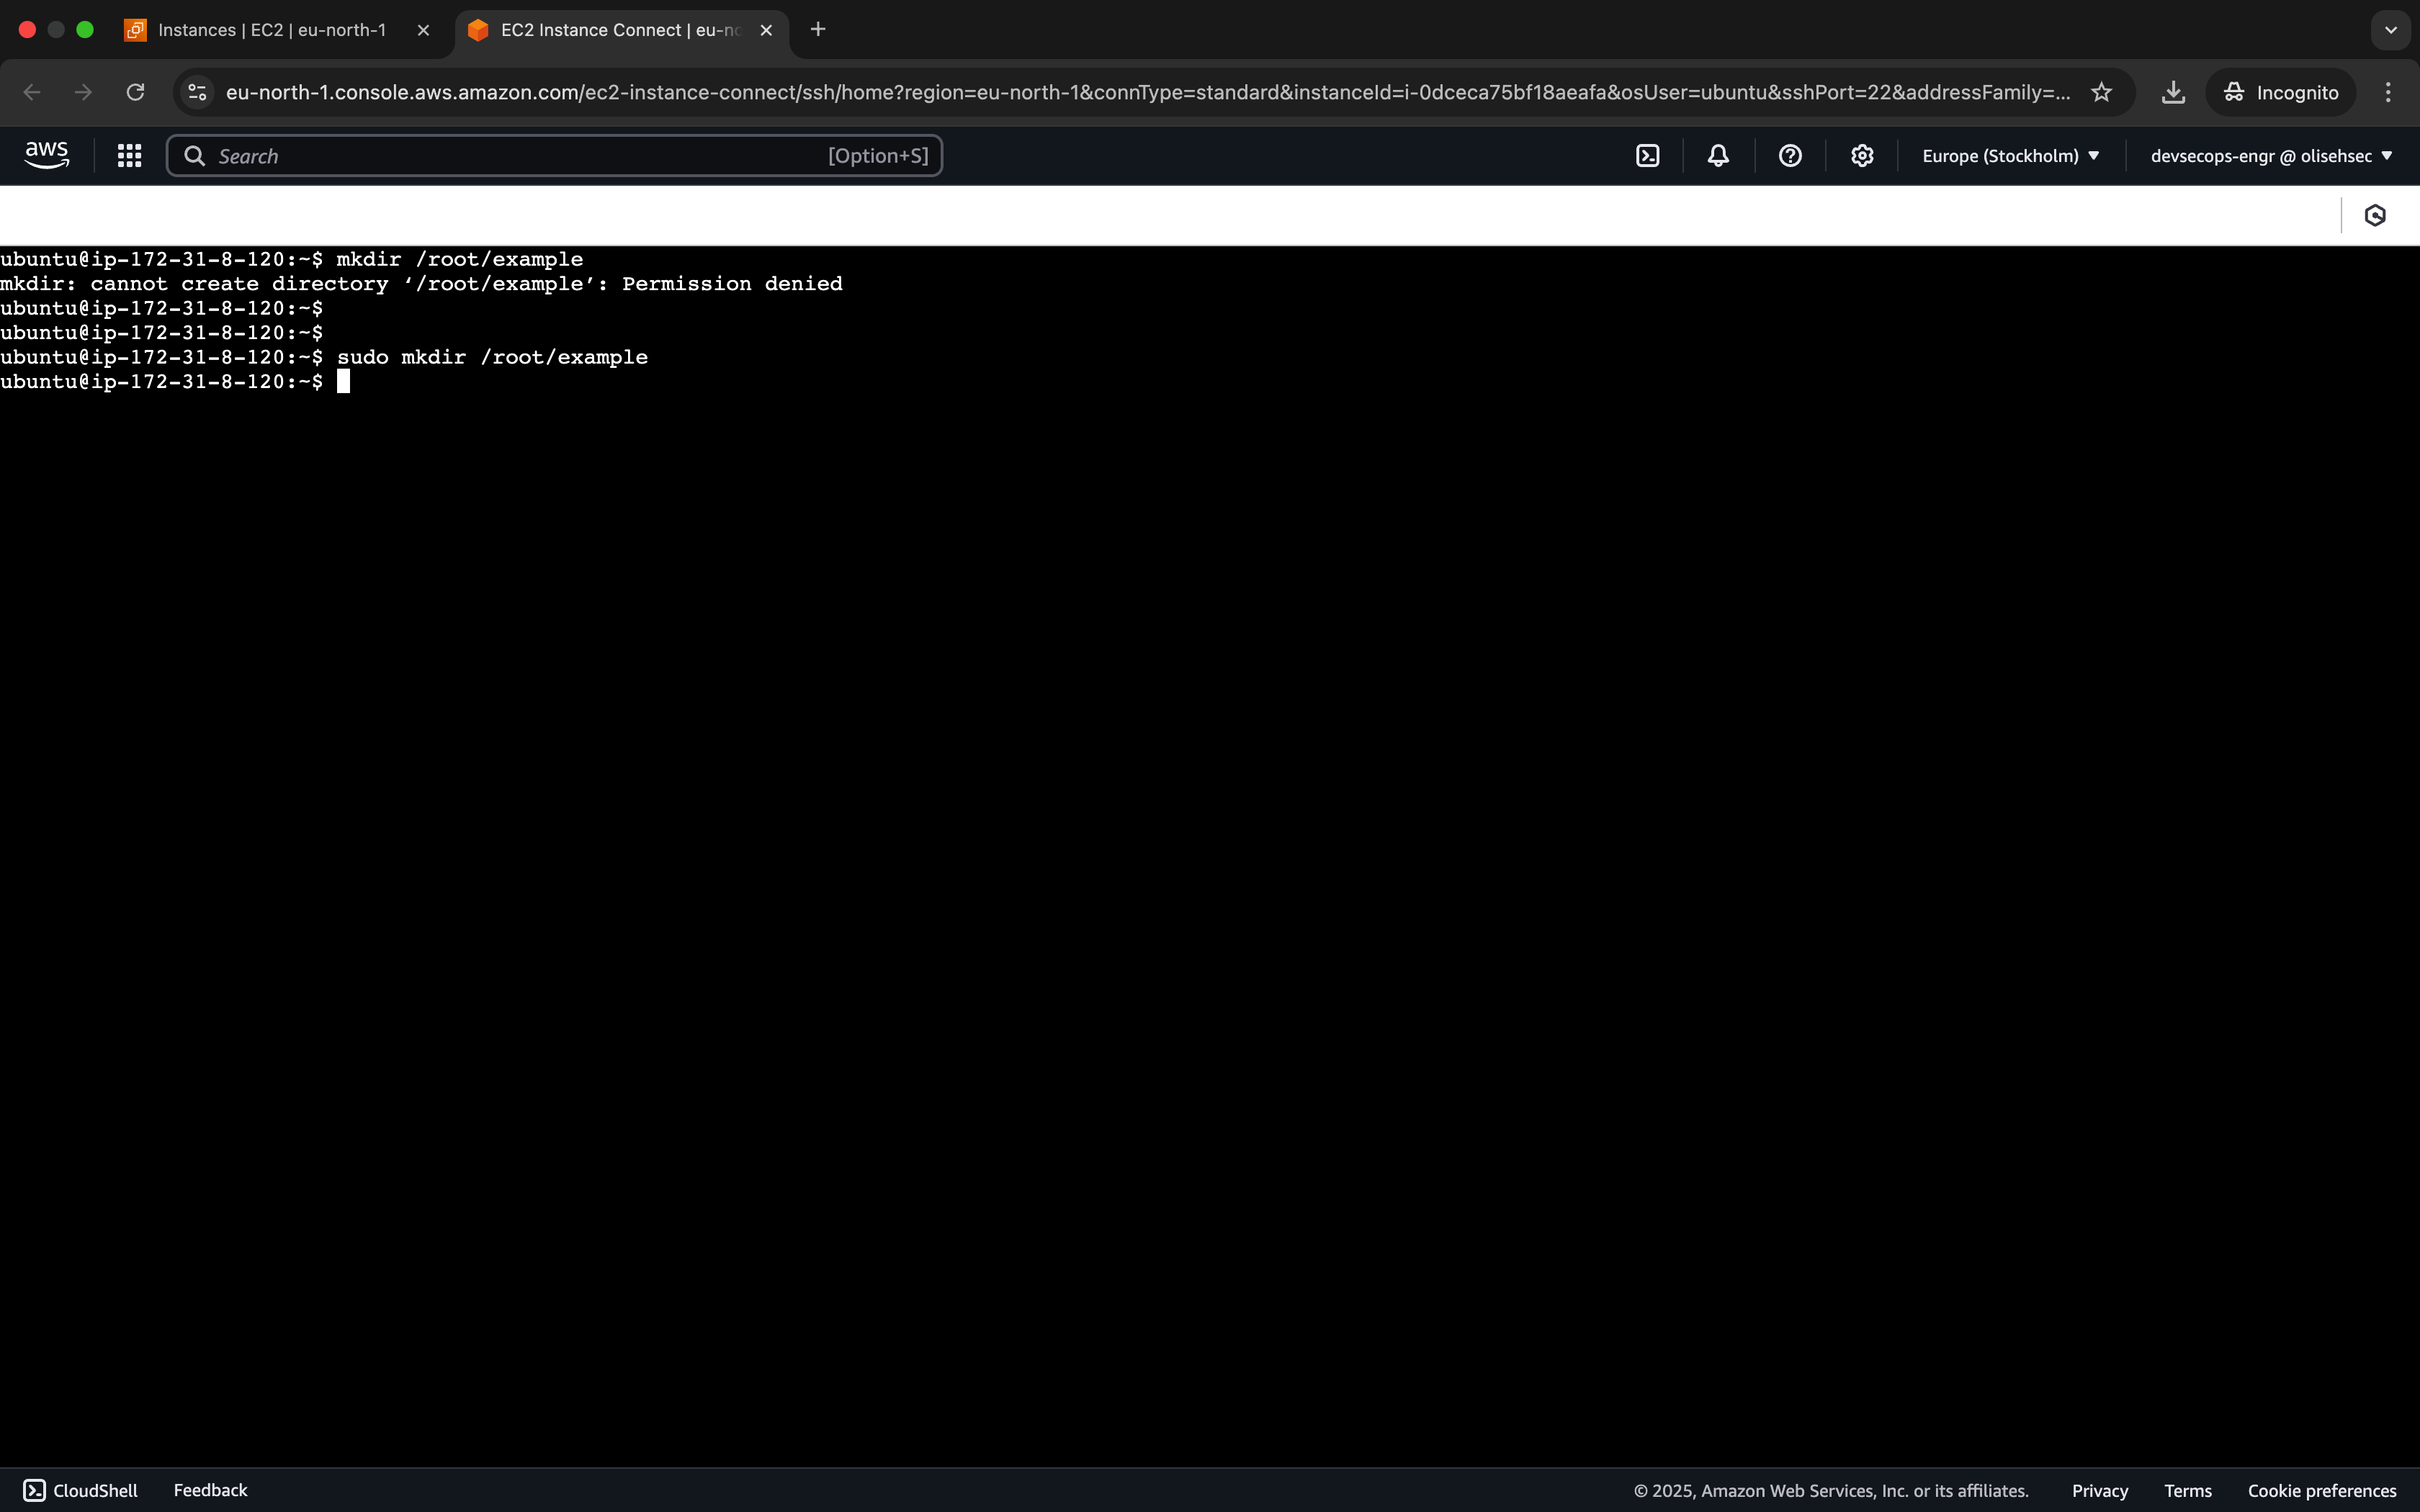 Instances | EC2 | eu-north-1
EC2 Instance Connect | eu-no
eu-north-1.console.aws.amazon.com/ec2-instance-connect/ssh/home?region=eu-north-1&connType=standard&instanceId=i-0dceca75bf18aeafa&osUser=ubuntu&sshPort=22&addressFamily=...
Incognito
aws
Search
[Option+S]
Europe (Stockholm)
devsecops-engr @ olisehsec
ubuntu@ip-172-31-8-120:~$ mkdir /root/example
mkdir: cannot create directory ‘/root/example’: Permission denied
ubuntu@ip-172-31-8-120:~$
ubuntu@ip-172-31-8-120:~$
ubuntu@ip-172-31-8-120:~$ sudo mkdir /root/example
ubuntu@ip-172-31-8-120:~$
CloudShell
Feedback
© 2025, Amazon Web Services, Inc. or its affiliates.
Privacy
Terms
Cookie preferences